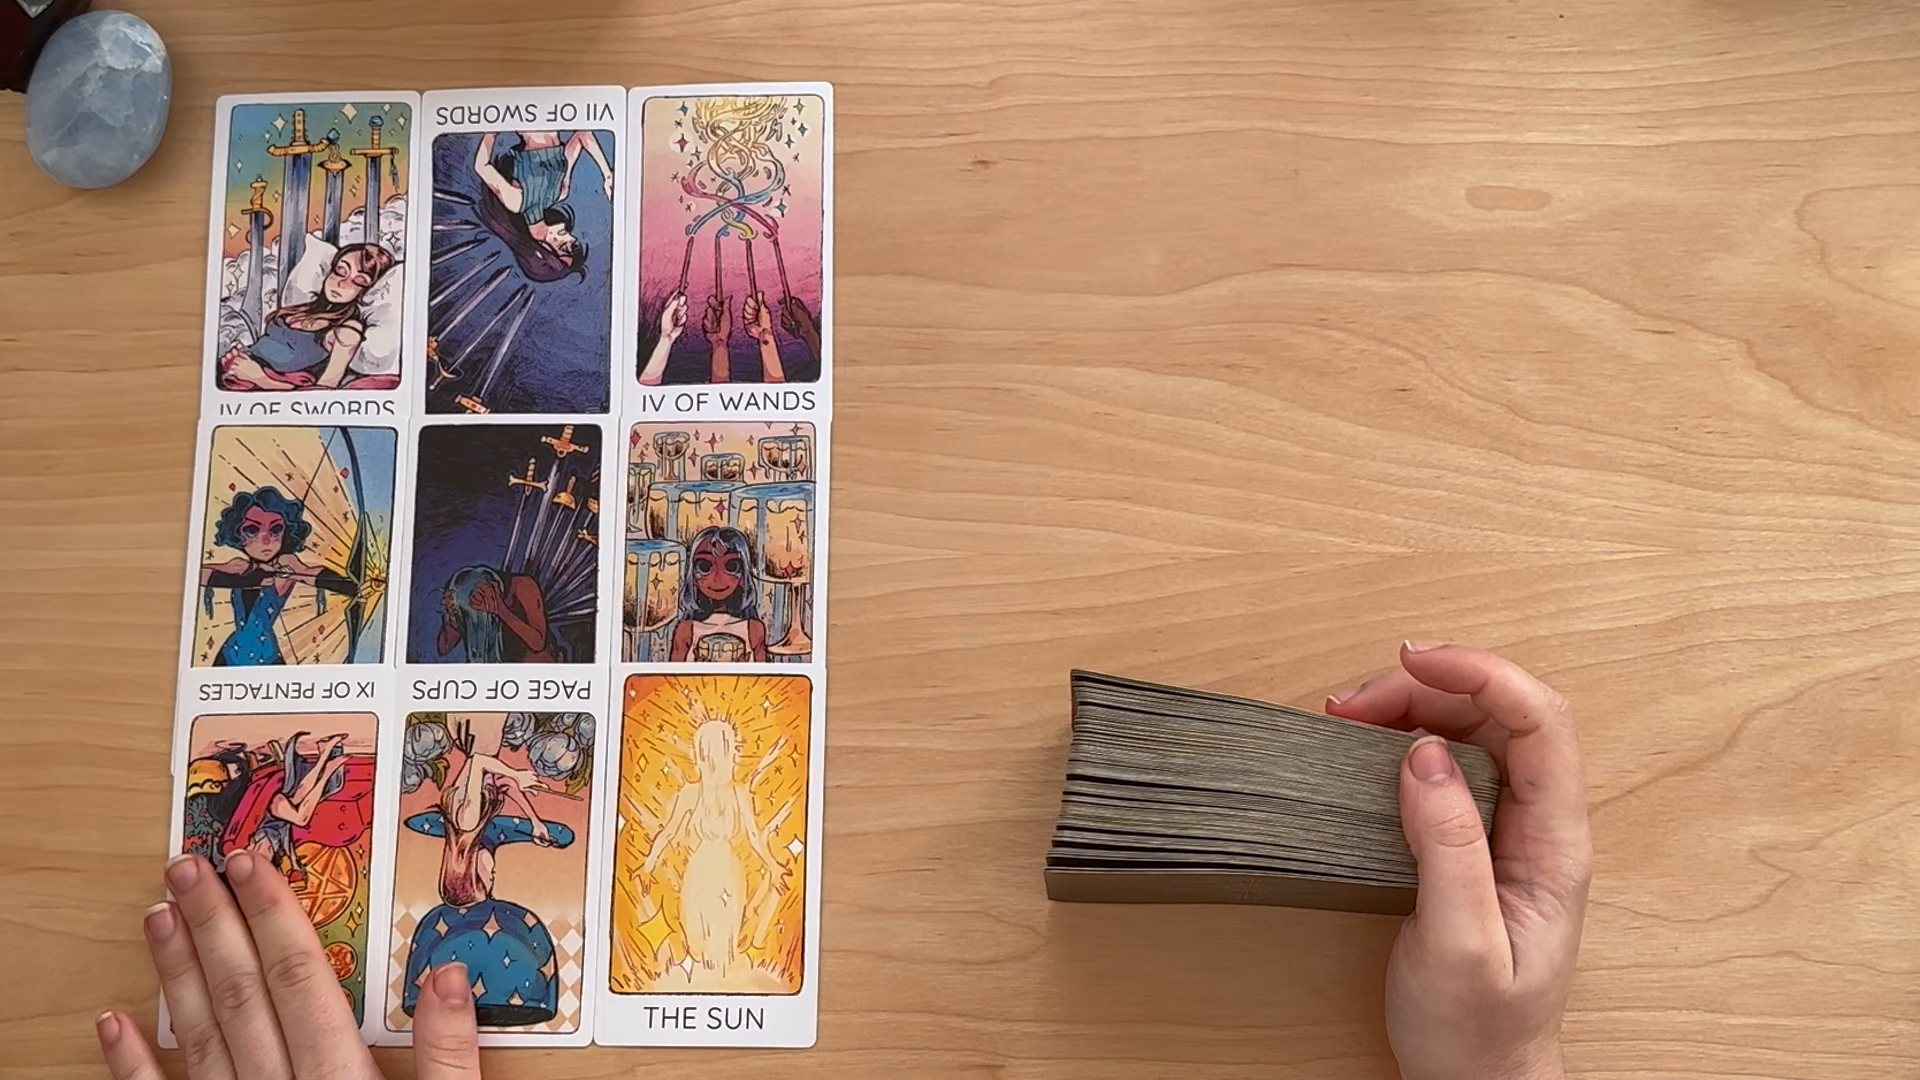 VII OF SWORDS
IV OF SWORDS
IV OF WANDS
IX OF PENTACLES
PAGE OF CUPS
THE SUN